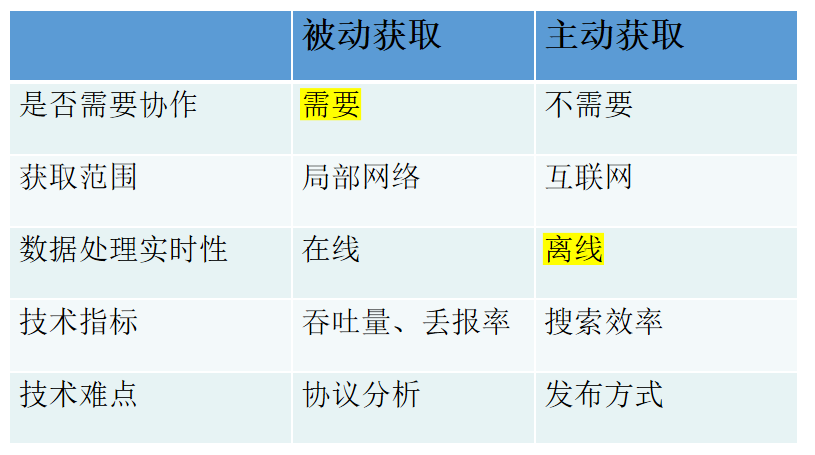 被动获取 主动获取
是否需要协作 需要 不需要
获取范围 局部网络 互联网
数据处理实时性 在线 离线
技术指标 吞吐量、丢报率 搜索效率
技术难点 协议分析 发布方式